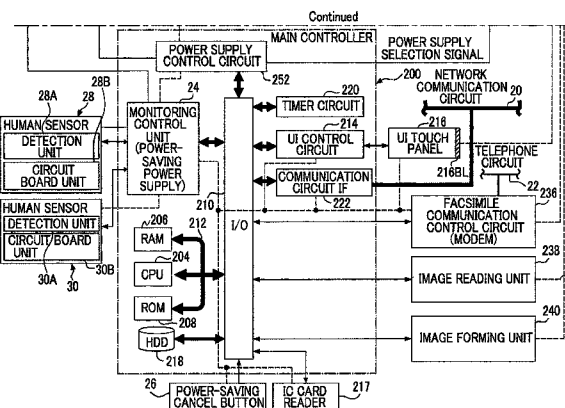 Continued
MAIN CONTROLLER
POWER SUPPLY
CONTROL CIRCUIT
252
POWER SUPPLY
SELECTION SIGNAL
200
NETWORK
COMMUNICATION
CIRCUIT
20
28A
28
28B
24
HUMAN SENSOR
DETECTION UNIT
CIRCUIT
BOARD UNIT
MONITORING
CONTROL
UNIT
(POWER-
SAVING
POWER
SUPPLY)
220
TIMER CIRCUIT
214
UI CONTROL
CIRCUIT
216
UI TOUCH
PANEL
216BL
COMMUNICATION
CIRCUIT IF
222
TELEPHONE
CIRCUIT
22
236
FACSIMILE
COMMUNICATION
CONTROL CIRCUIT
(MODEM)
HUMAN SENSOR
DETECTION UNIT
CIRCUIT BOARD
UNIT
30A
30B
30
210
I/O
212
206
RAM
204
CPU
ROM
208
HDD
218
238
IMAGE READING UNIT
240
IMAGE FORMING UNIT
26
POWER-SAVING
CANCEL BUTTON
IC CARD
READER
217